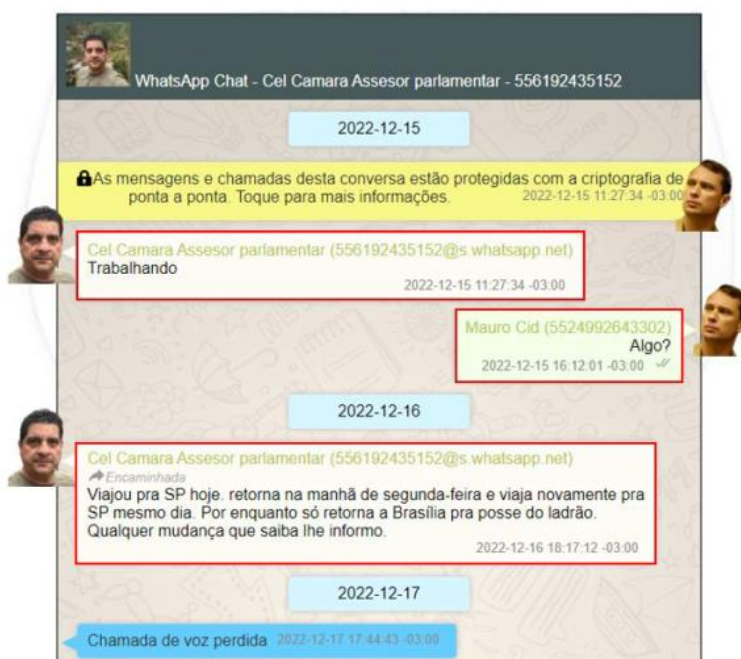 WhatsApp Chat - Cel Camara Assesor parlamentar - 556192435152
2022-12-15
As mensagens e chamadas desta conversa estão protegidas com a criptografia de
ponta a ponta. Toque para mais informações. 2022-12-15 11:27:34 -03:00
Cel Camara Assesor parlamentar (556192435152@s.whatsapp.net)
Trabalhando
2022-12-15 11:27:34 -03:00
Mauro Cid (5524992643302)
Algo?
2022-12-15 16:12:01 -03:00
2022-12-16
Cel Camara Assesor parlamentar (556192435152@s.whatsapp.net)
Encaminhada
Viajou pra SP hoje. retorna na manhã de segunda-feira e viaja novamente pra
SP mesmo dia. Por enquanto só retorna a Brasília pra posse do ladrão.
Qualquer mudança que saiba lhe informo.
2022-12-16 18:17:12 -03:00
2022-12-17
Chamada de voz perdida 2022-12-17 17:44:43 -03:00